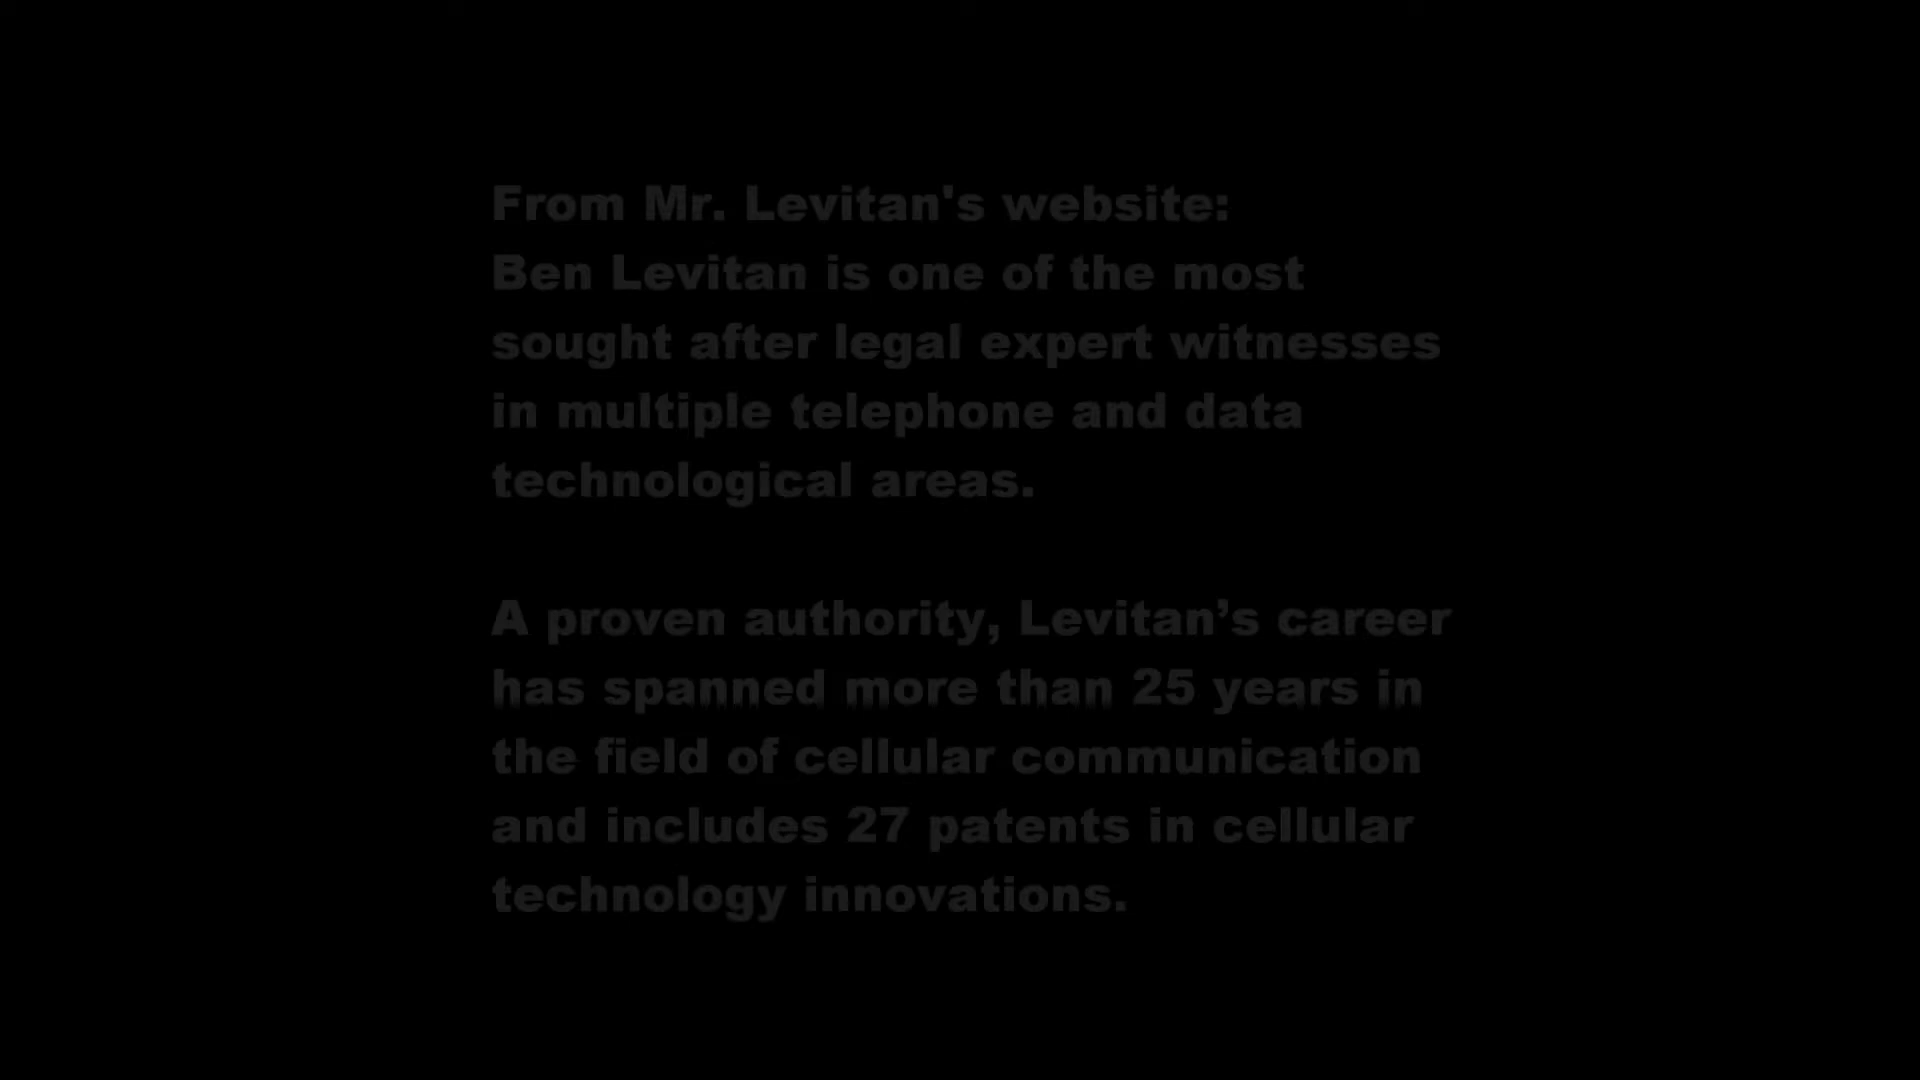 From Mr. Levitan's website:
Ben Levitan is one of the most
sought after legal expert witnesses
in multiple telephone and data
technological areas.
A proven authority, Levitan’s career
has spanned more than 25 years in
the field of cellular communication
and includes 27 patents in cellular
technology innovations.